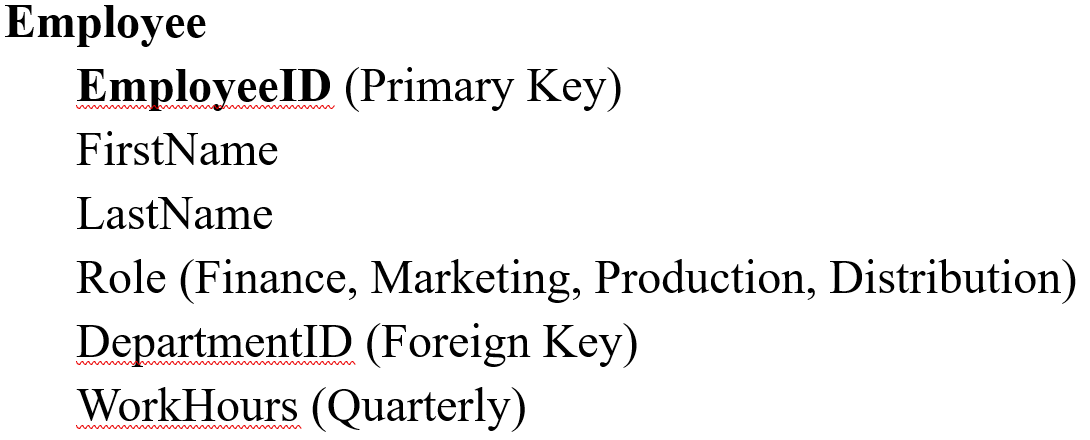 Employee
EmployeeID (Primary Key)
FirstName
LastName
Role (Finance, Marketing, Production, Distribution)
DepartmentID (Foreign Key)
WorkHours (Quarterly)